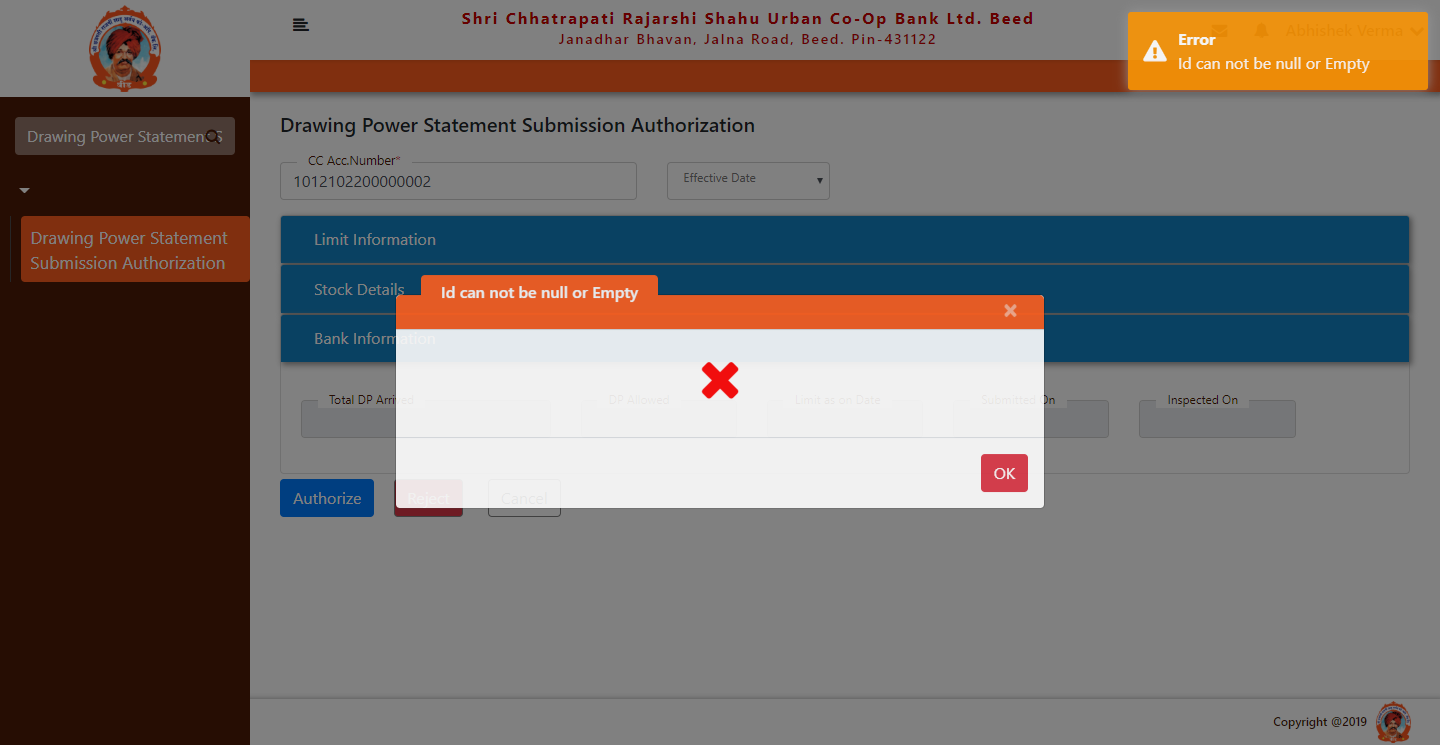 Shri Chhatrapati Rajarshi Shahu Urban Co-Op Bank Ltd. Beed
Janadhar Bhavan, Jalna Road, Beed. Pin-431122
Abhishek Verma
Error
Id can not be null or Empty
Drawing Power Statement S
Drawing Power Statement
Submission Authorization
Drawing Power Statement Submission Authorization
CC Acc.Number*
1012102200000002
Effective Date
Limit Information
Stock Details
Bank Information
Id can not be null or Empty
×
Total DP Arrived
DP Allowed
Limit as on Date
Submitted On
Inspected On
OK
Authorize
Reject
Cancel
Copyright @2019